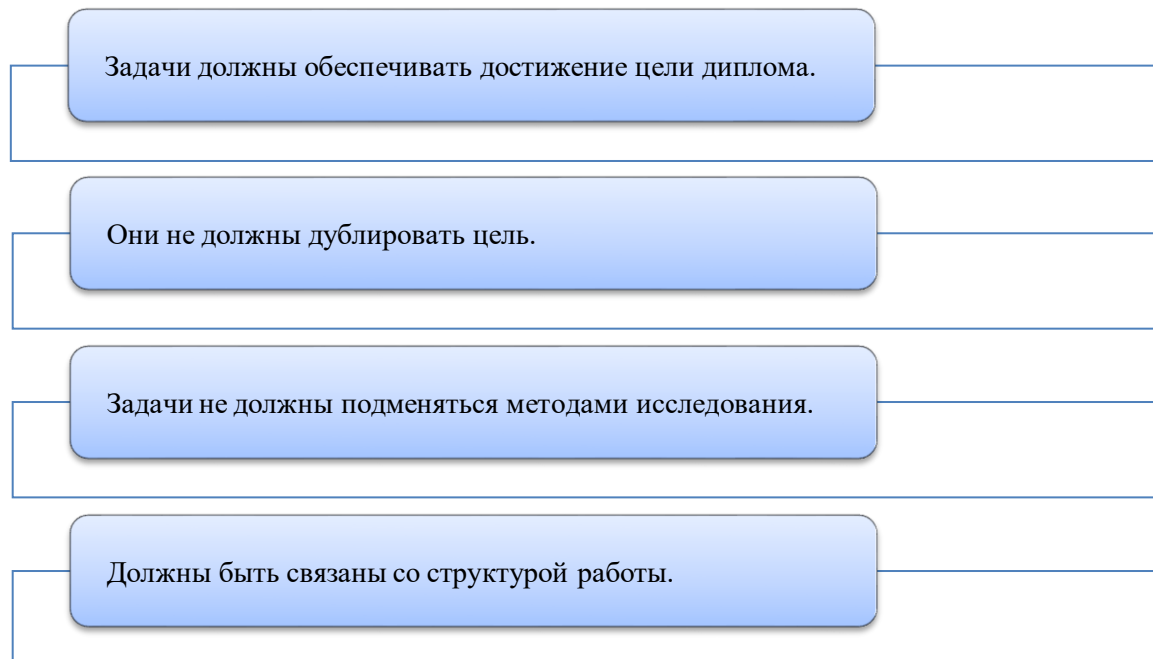 Задачи должны обеспечивать достижение цели диплома.
Они не должны дублировать цель.
Задачи не должны подменяться методами исследования.
Должны быть связаны со структурой работы.